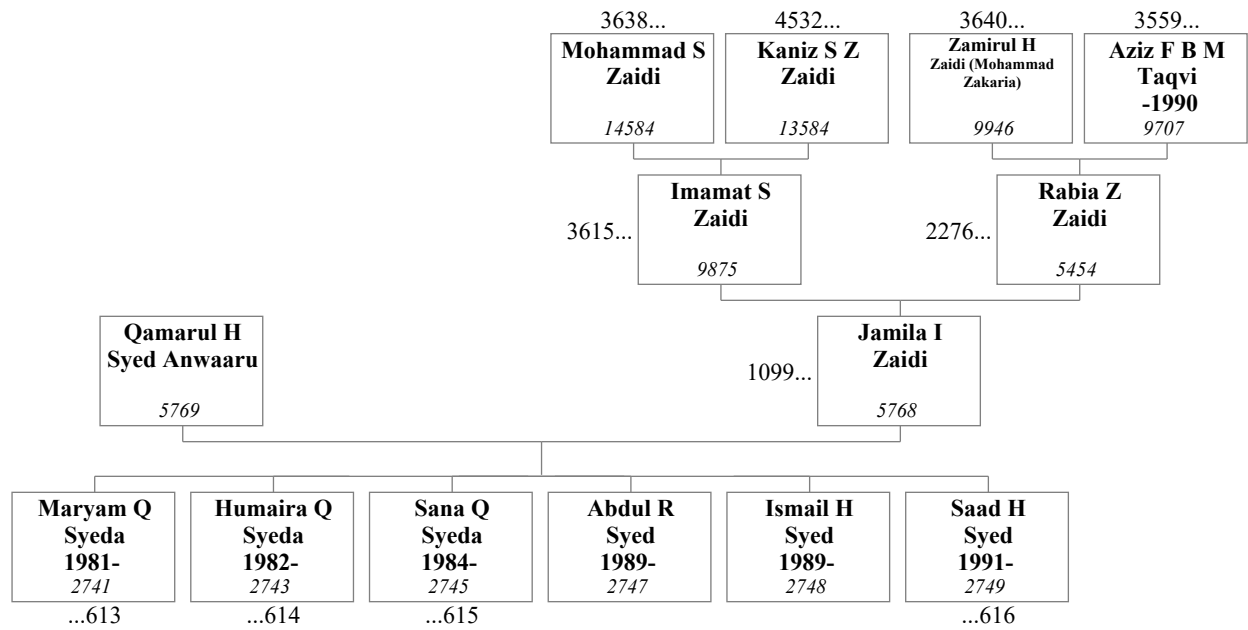 3638... 4532... 3640... 3559...
Mohammad S
Zaidi
14584
Kaniz S Z
Zaidi
13584
Zamirul H
Zaidi (Mohammad
Zakaria)
9946
Aziz F B M
Taqvi
-1990
9707
3615...
Imamat S
Zaidi
9875
2276...
Rabia Z
Zaidi
5454
Qamarul H
Syed Anwaaru
5769
1099...
Jamila I
Zaidi
5768
Maryam Q
Syeda
1981-
2741
...613
Humaira Q
Syeda
1982-
2743
...614
Sana Q
Syeda
1984-
2745
...615
Abdul R
Syed
1989-
2747
Ismail H
Syed
1989-
2748
Saad H
Syed
1991-
2749
...616